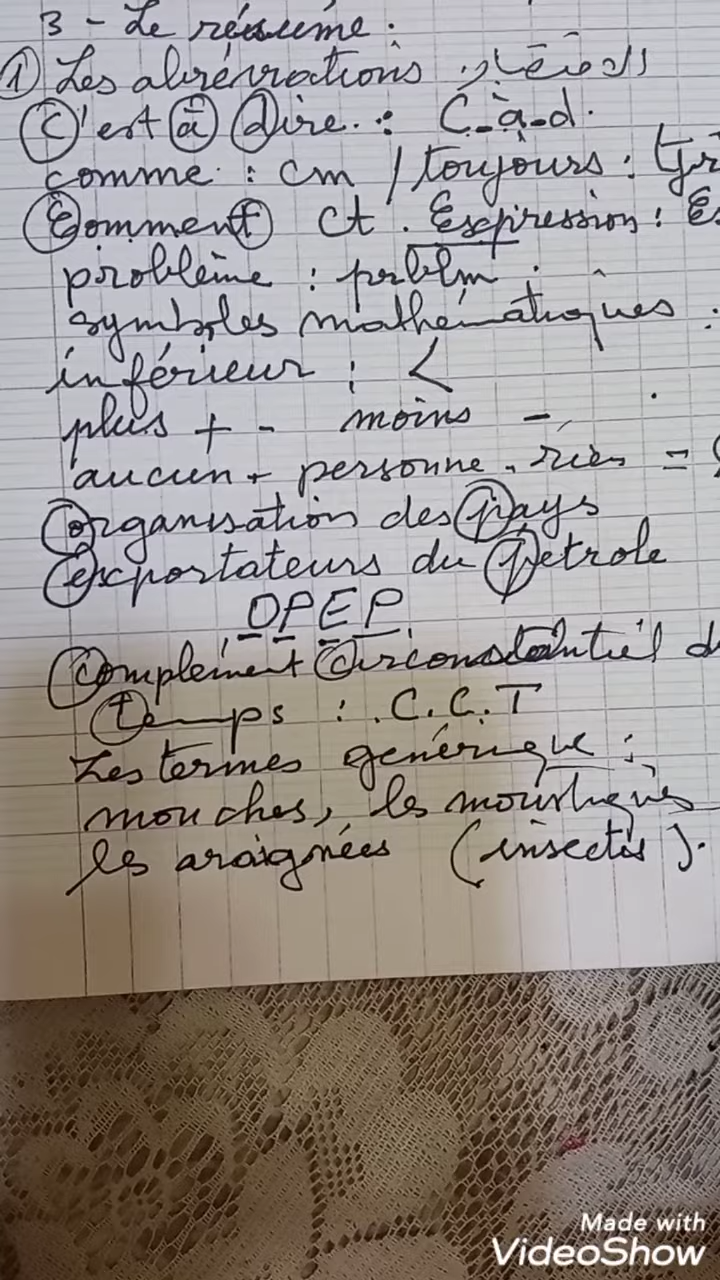 3 - Le résumé.
① Les abréviations
C'est à Dire : C-à-d.
comme : cm / toujours : Tjr
Comment ct. Expression : E
problème : prblm.
symboles mathématiques :
inférieur : <
plus + - moins -,
aucun + personne. rien =
Organisation des pays
exportateurs du pétrole
OPEP
Complément Circonstantiel d
temps : .C.C.T
Les termes générique :
mouches, les moustiques
les araignées (insectes).
Made with
VideoShow